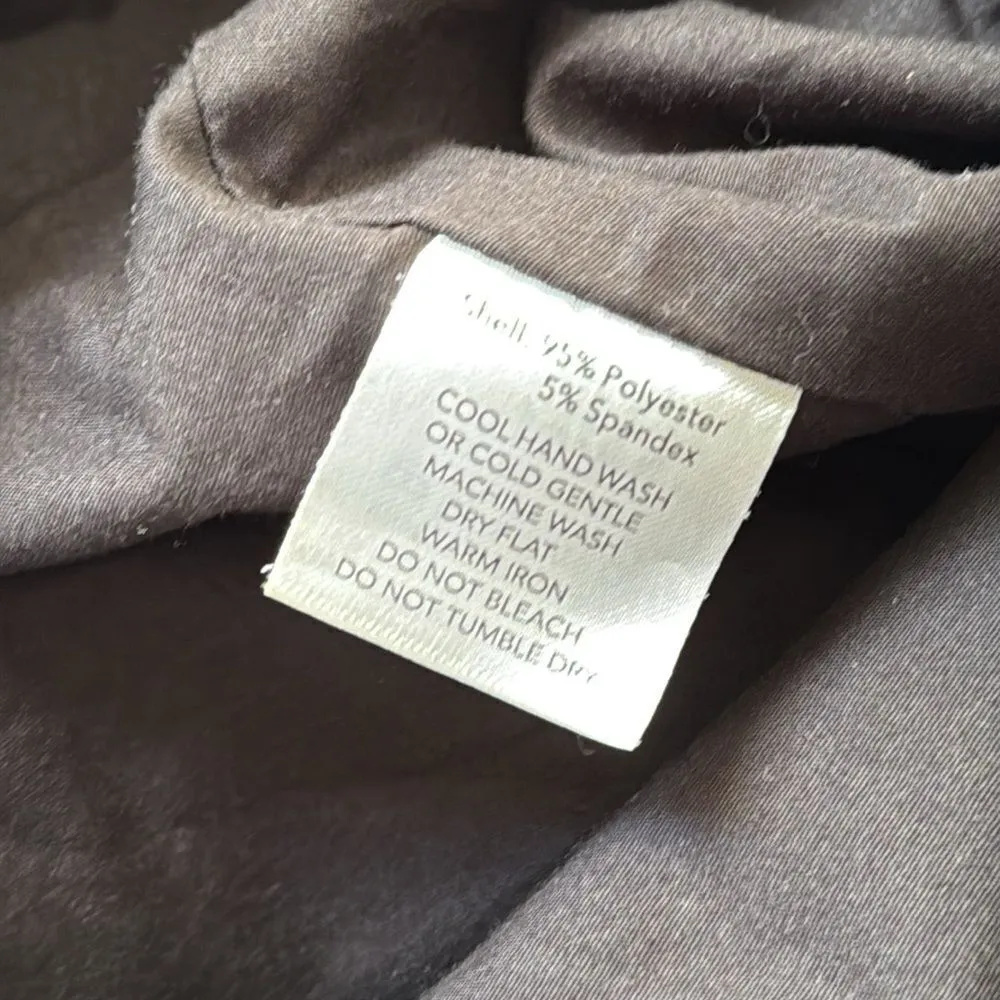 Shell: 95% Polyester
5% Spandex
COOL HAND WASH
OR COLD GENTLE
MACHINE WASH
DRY FLAT
WARM IRON
DO NOT BLEACH
DO NOT TUMBLE DRY